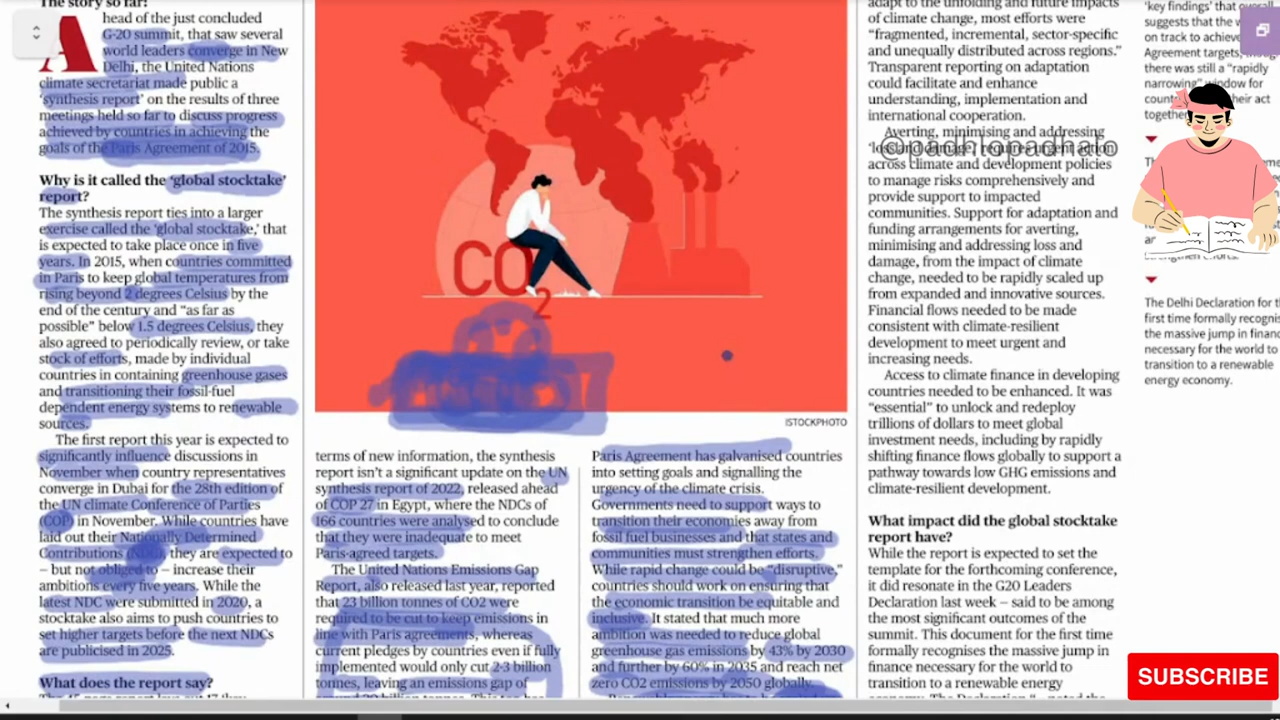 The story so far:
A head of the just concluded
G-20 summit, that saw several
world leaders converge in New
Delhi, the United Nations
climate secretariat made public a
'synthesis report' on the results of three
meetings held so far to discuss progress
achieved by countries in achieving the
goals of the Paris Agreement of 2015.
Why is it called the 'global stocktake'
report?
The synthesis report ties into a larger
exercise called the 'global stocktake,' that
is expected to take place once in five
years. In 2015, when countries committed
in Paris to keep global temperatures from
rising beyond 2 degrees Celsius by the
end of the century and "as far as
possible" below 1.5 degrees Celsius, they
also agreed to periodically review, or take
stock of efforts, made by individual
countries in containing greenhouse gases
and transitioning their fossil-fuel
dependent energy systems to renewable
sources.
The first report this year is expected to
significantly influence discussions in
November when country representatives
converge in Dubai for the 28th edition of
the UN climate Conference of Parties
(COP) in November. While countries have
laid out their Nationally Determined
Contributions (NDC), they are expected to
– but not obliged to – increase their
ambitions every five years. While the
latest NDC were submitted in 2020, a
stocktake also aims to push countries to
set higher targets before the next NDCs
are publicised in 2025.
What does the report say?
CO2
ISTOCKPHOTO
terms of new information, the synthesis
report isn't a significant update on the UN
synthesis report of 2022, released ahead
of COP 27 in Egypt, where the NDCs of
166 countries were analysed to conclude
that they were inadequate to meet
Paris-agreed targets.
The United Nations Emissions Gap
Report, also released last year, reported
that 23 billion tonnes of CO2 were
required to be cut to keep emissions in
line with Paris agreements, whereas
current pledges by countries even if fully
implemented would only cut 2-3 billion
tonnes, leaving an emissions gap of
Paris Agreement has galvanised countries
into setting goals and signalling the
urgency of the climate crisis.
Governments need to support ways to
transition their economies away from
fossil fuel businesses and that states and
communities must strengthen efforts.
While rapid change could be "disruptive,"
countries should work on ensuring that
the economic transition be equitable and
inclusive. It stated that much more
ambition was needed to reduce global
greenhouse gas emissions by 43% by 2030
and further by 60% in 2035 and reach net
zero CO2 emissions by 2050 globally.
adapt to the unfolding and future impacts
of climate change, most efforts were
"fragmented, incremental, sector-specific
and unequally distributed across regions."
Transparent reporting on adaptation
could facilitate and enhance
understanding, implementation and
international cooperation.
Averting, minimising and addressing
'loss and damage,' requires urgent action
across climate and development policies
to manage risks comprehensively and
provide support to impacted
communities. Support for adaptation and
funding arrangements for averting,
minimising and addressing loss and
damage, from the impact of climate
change, needed to be rapidly scaled up
from expanded and innovative sources.
Financial flows needed to be made
consistent with climate-resilient
development to meet urgent and
increasing needs.
Access to climate finance in developing
countries needed to be enhanced. It was
"essential" to unlock and redeploy
trillions of dollars to meet global
investment needs, including by rapidly
shifting finance flows globally to support a
pathway towards low GHG emissions and
climate-resilient development.
What impact did the global stocktake
report have?
While the report is expected to set the
template for the forthcoming conference,
it did resonate in the G20 Leaders
Declaration last week – said to be among
the most significant outcomes of the
summit. This document for the first time
formally recognises the massive jump in
finance necessary for the world to
transition to a renewable energy
'key findings' that overall
suggests that the
on track to achieve
Agreement targets,
there was still a "rapidly
narrowing" window for
their act
together
The Delhi Declaration for
first time formally
the massive jump in
necessary for the world to
transition to a renewable
energy economy.
SUBSCRIBE